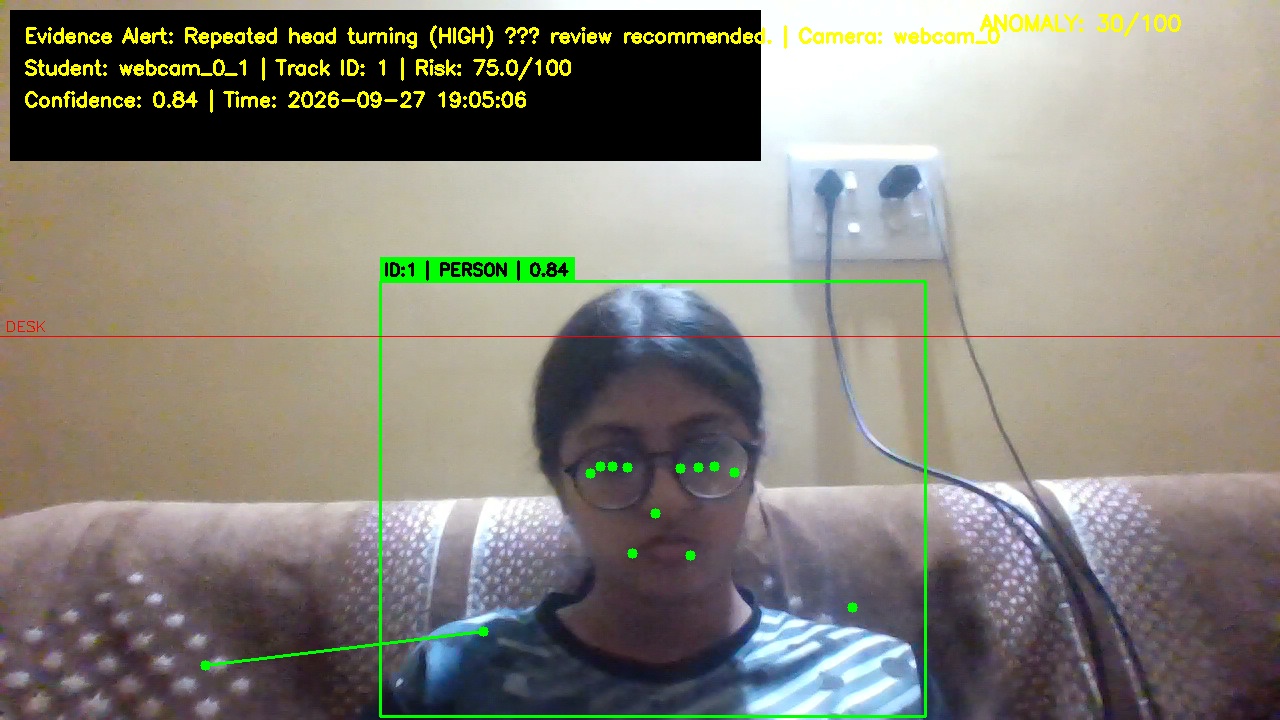 Evidence Alert: Repeated head turning (HIGH) ??? review recommended. | Camera: webcam_0
ANOMALY: 30/100
Student: webcam_0_1 | Track ID: 1 | Risk: 75.0/100
Confidence: 0.84 | Time: 2026-09-27 19:05:06
ID:1 | PERSON | 0.84
DESK